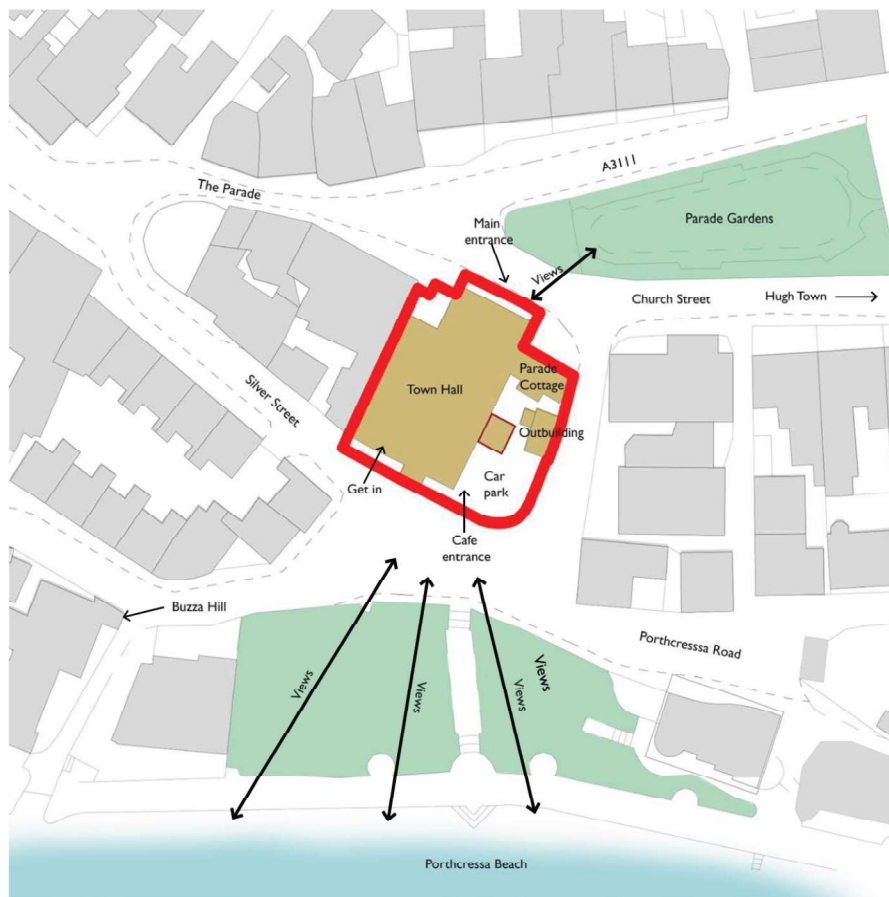 A3111
The Parade
Parade Gardens
Main
entrance
Views
Church Street
Hugh Town
Parade
Cottage
Town Hall
Silver Street
Outbuilding
Car
park
Get in
Cafe
entrance
Buzza Hill
Porthcresssa Road
Views
Views
Views
Views
Porthcressa Beach